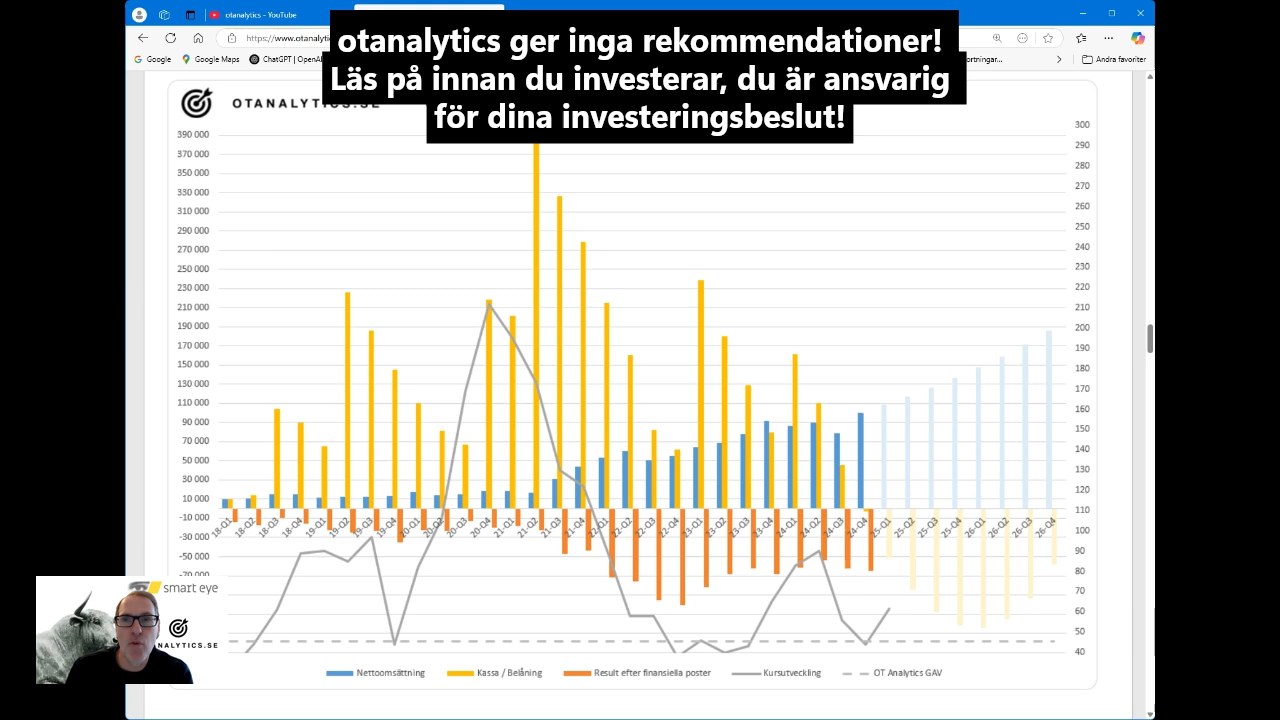 otanalytics - YouTube
https://www.otanalytic
otanalytics ger inga rekommendationer!
Läs på innan du investerar, du är ansvarig
för dina investeringsbeslut!
Google
Google Maps
ChatGPT | OpenAI
Andra favoriter
OTANALYTICS.SE
390 000
370 000
350 000
330 000
310 000
290 000
270 000
250 000
230 000
210 000
190 000
170 000
150 000
130 000
110 000
90 000
70 000
50 000
30 000
10 000
-10 000
-30 000
-50 000
-70 000
300
290
280
270
260
250
240
230
220
210
200
190
180
170
160
150
140
130
120
110
100
90
80
70
60
50
40
18-Q1
18-Q2
18-Q3
18-Q4
19-Q1
19-Q2
19-Q3
19-Q4
20-Q1
20-Q2
20-Q3
20-Q4
21-Q1
21-Q2
21-Q3
21-Q4
22-Q1
22-Q2
22-Q3
22-Q4
23-Q1
23-Q2
23-Q3
23-Q4
24-Q1
24-Q2
24-Q3
24-Q4
25-Q1
25-Q2
25-Q3
25-Q4
26-Q1
26-Q2
26-Q3
26-Q4
smart eye
NALYTICS.SE
Nettoomsättning
Kassa / Belåning
Result efter finansiella poster
Kursutveckling
OT Analytics GAV